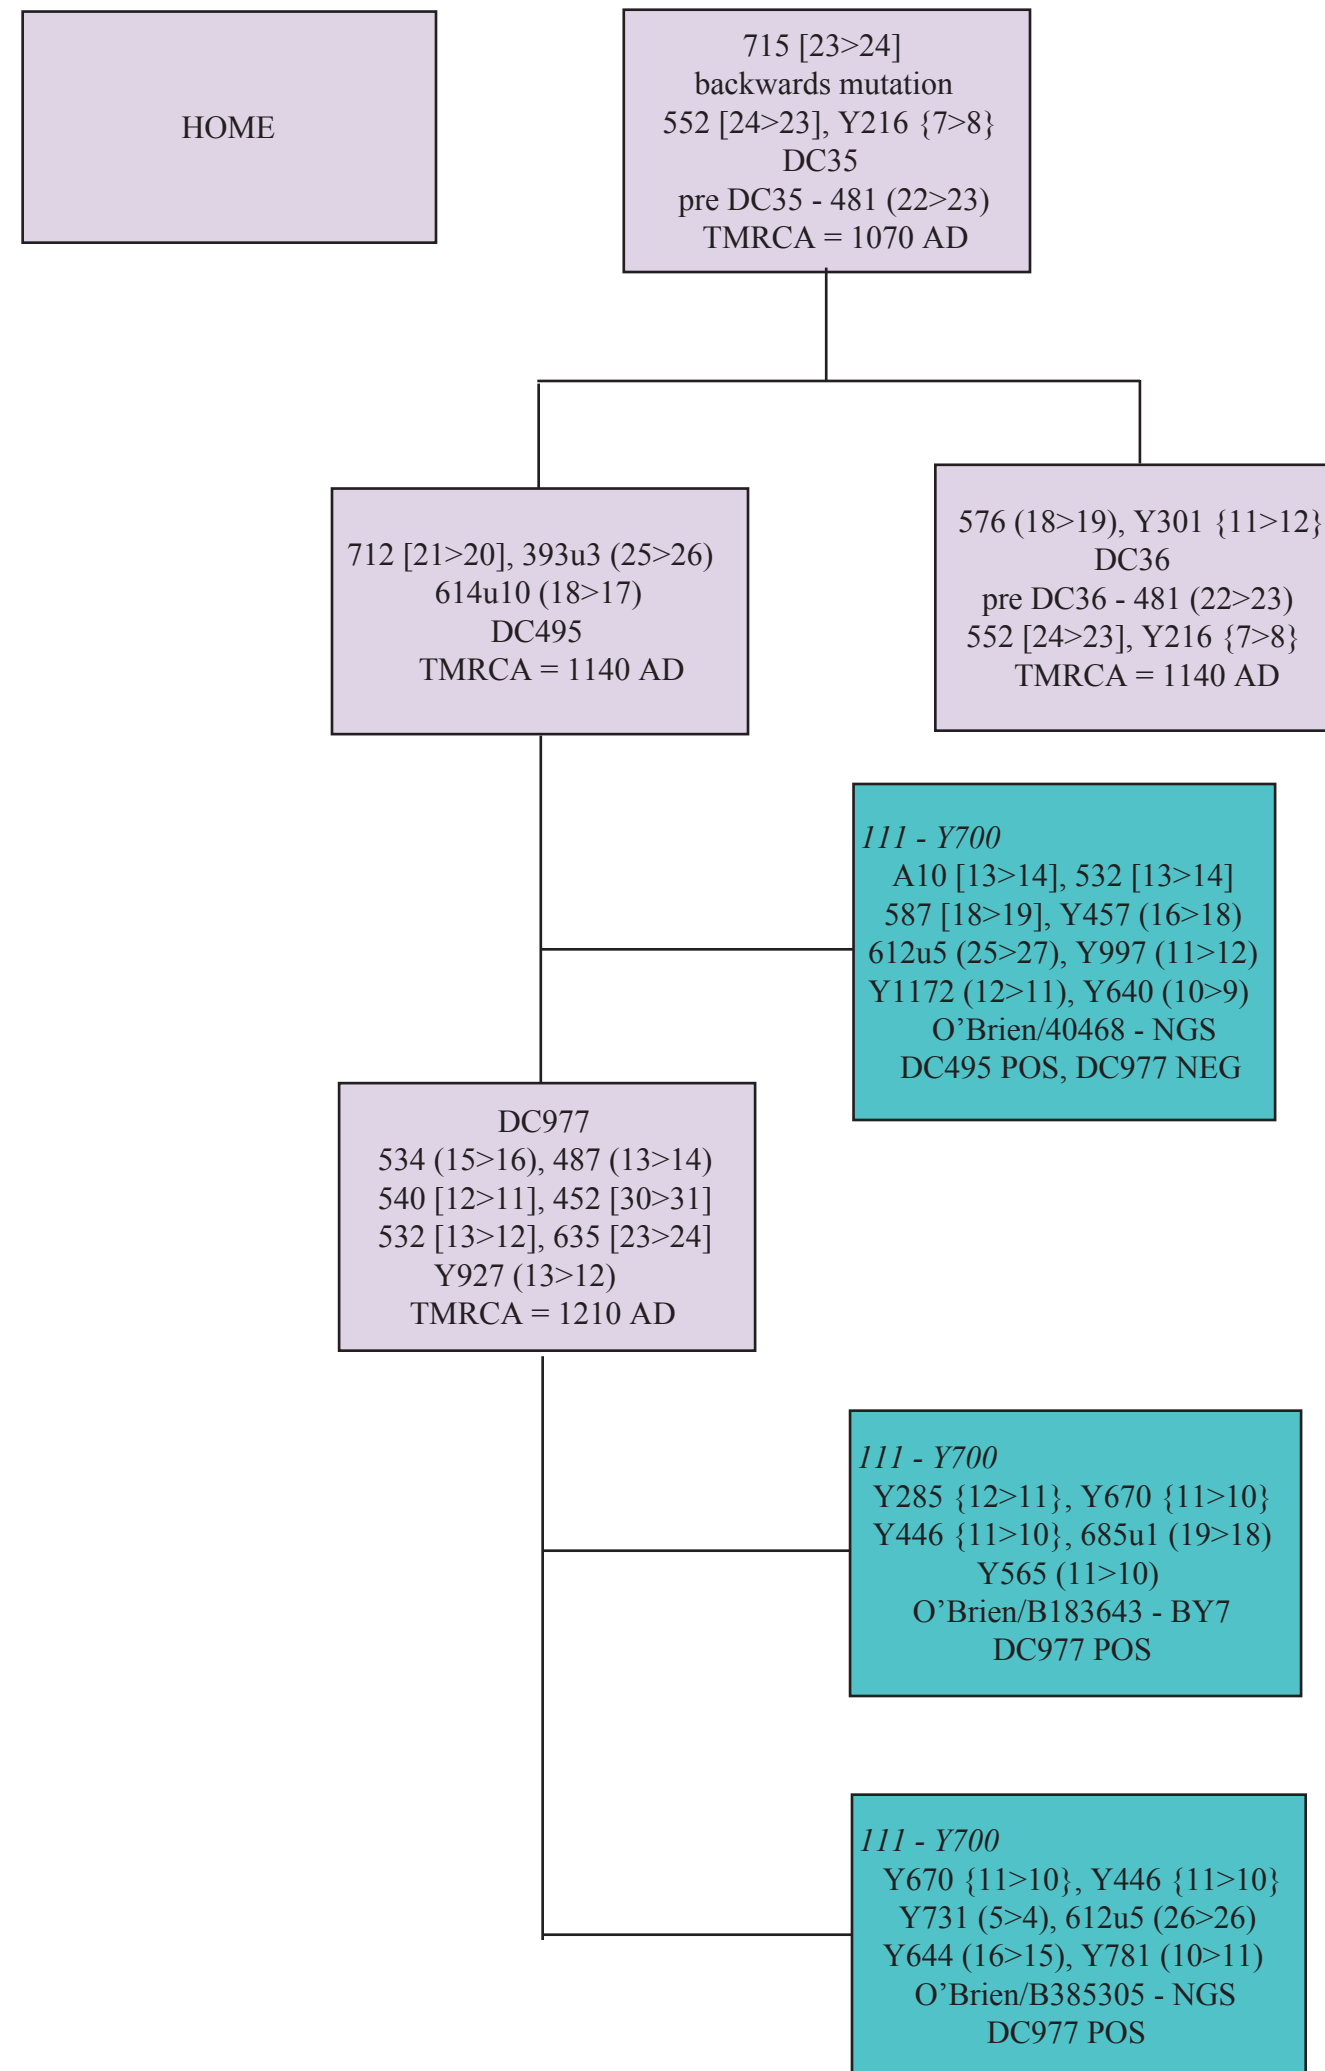 HOME
715 [23>24]
backwards mutation
552 [24>23], Y216 {7>8}
DC35
pre DC35 - 481 (22>23)
TMRCA = 1070 AD
712 [21>20], 393u3 (25>26)
614u10 (18>17)
DC495
TMRCA = 1140 AD
576 (18>19), Y301 {11>12}
DC36
pre DC36 - 481 (22>23)
552 [24>23], Y216 {7>8}
TMRCA = 1140 AD
111 - Y700
A10 [13>14], 532 [13>14]
587 [18>19], Y457 (16>18)
612u5 (25>27), Y997 (11>12)
Y1172 (12>11), Y640 (10>9)
O’Brien/40468 - NGS
DC495 POS, DC977 NEG
DC977
534 (15>16), 487 (13>14)
540 [12>11], 452 [30>31]
532 [13>12], 635 [23>24]
Y927 (13>12)
TMRCA = 1210 AD
111 - Y700
Y285 {12>11}, Y670 {11>10}
Y446 {11>10}, 685u1 (19>18)
Y565 (11>10)
O’Brien/B183643 - BY7
DC977 POS
111 - Y700
Y670 {11>10}, Y446 {11>10}
Y731 (5>4), 612u5 (26>26)
Y644 (16>15), Y781 (10>11)
O’Brien/B385305 - NGS
DC977 POS